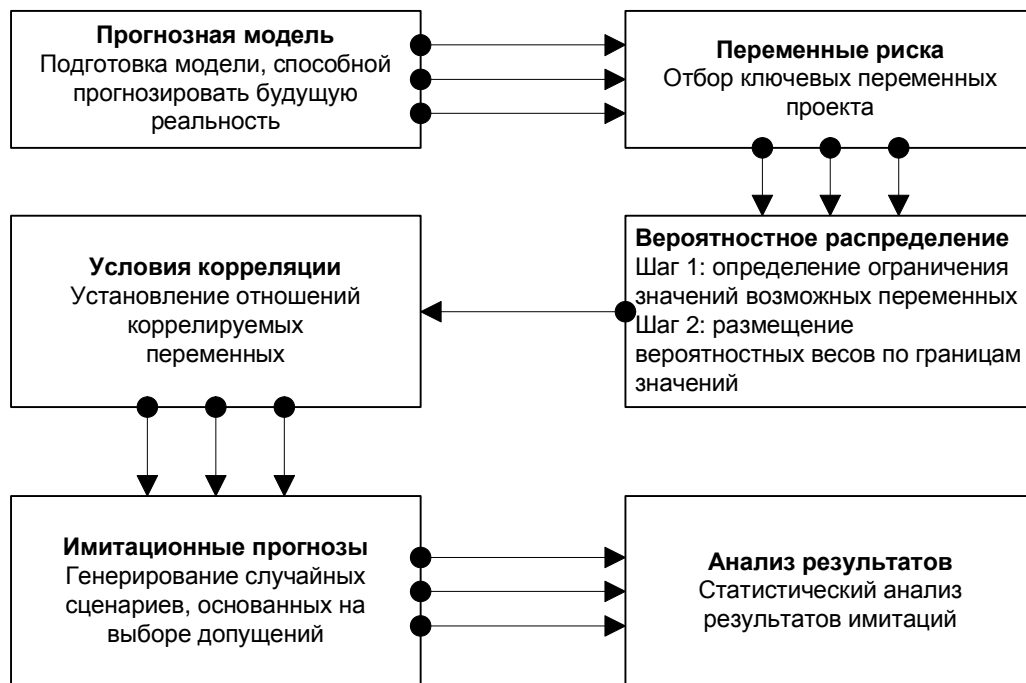 Прогнозная модель
Подготовка модели, способной
прогнозировать будущую
реальность
Переменные риска
Отбор ключевых переменных
проекта
Вероятностное распределение
Шаг 1: определение ограничения
значений возможных переменных
Шаг 2: размещение
вероятностных весов по границам
значений
Условия корреляции
Установление отношений
коррелируемых
переменных
Имитационные прогнозы
Генерирование случайных
сценариев, основанных на
выборе допущений
Анализ результатов
Статистический анализ
результатов имитаций